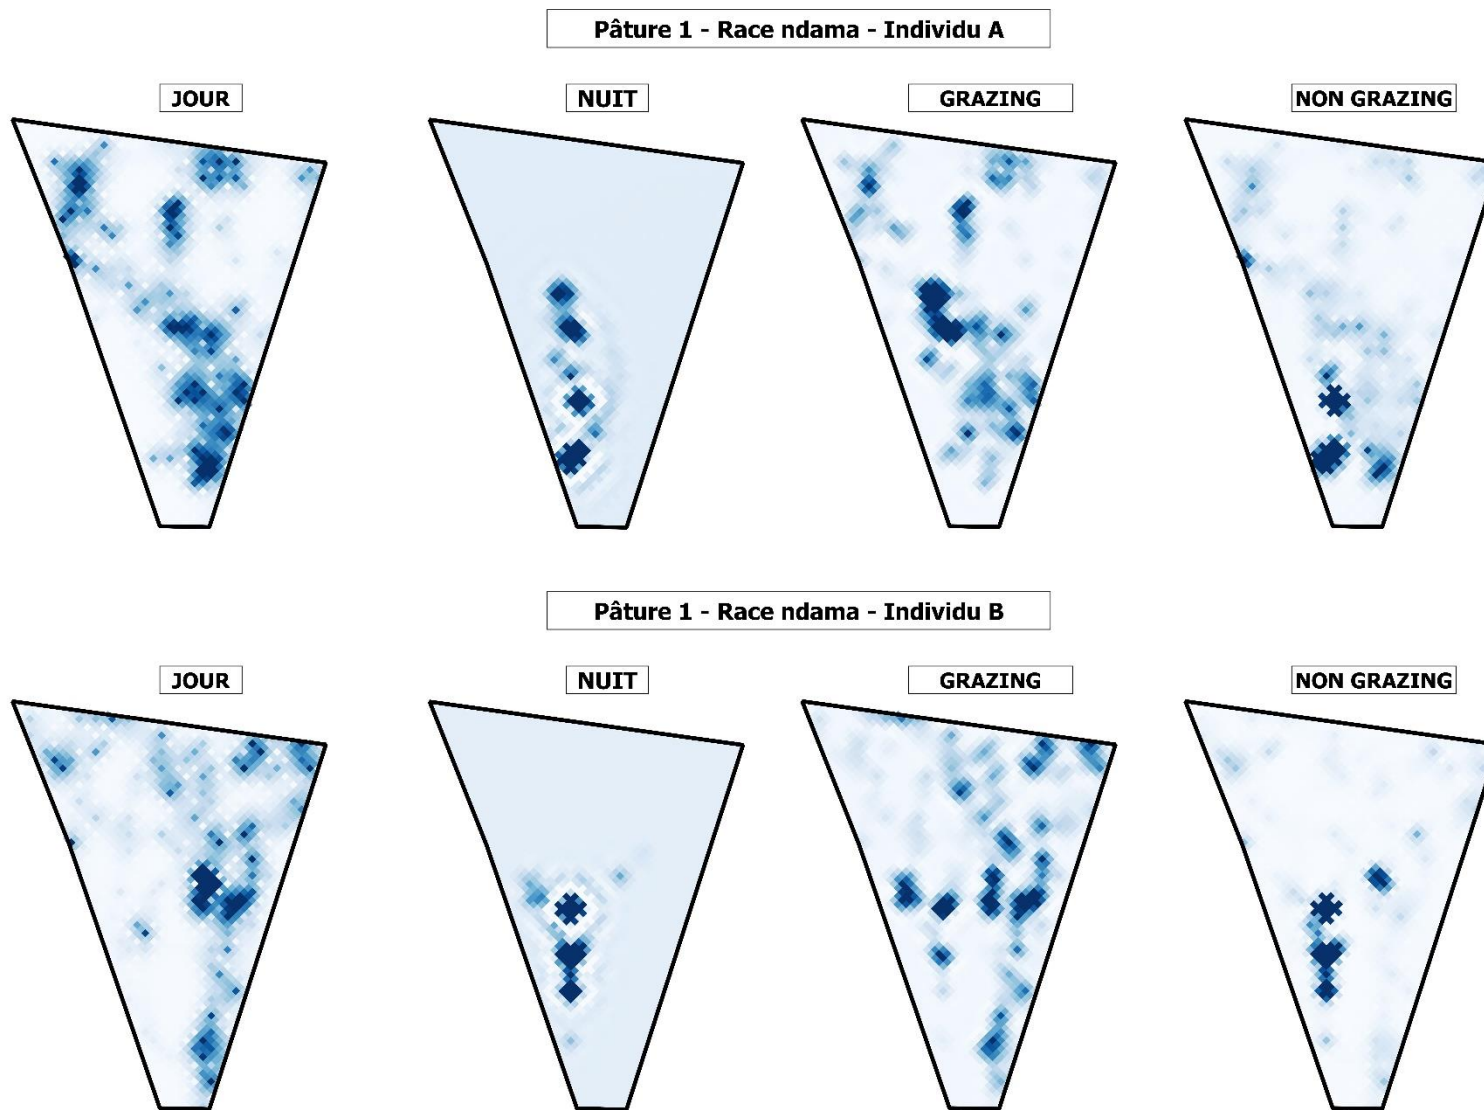 Pâture 1 - Race ndama - Individu A
JOUR
NUIT
GRAZING
NON GRAZING
Pâture 1 - Race ndama - Individu B
JOUR
NUIT
GRAZING
NON GRAZING